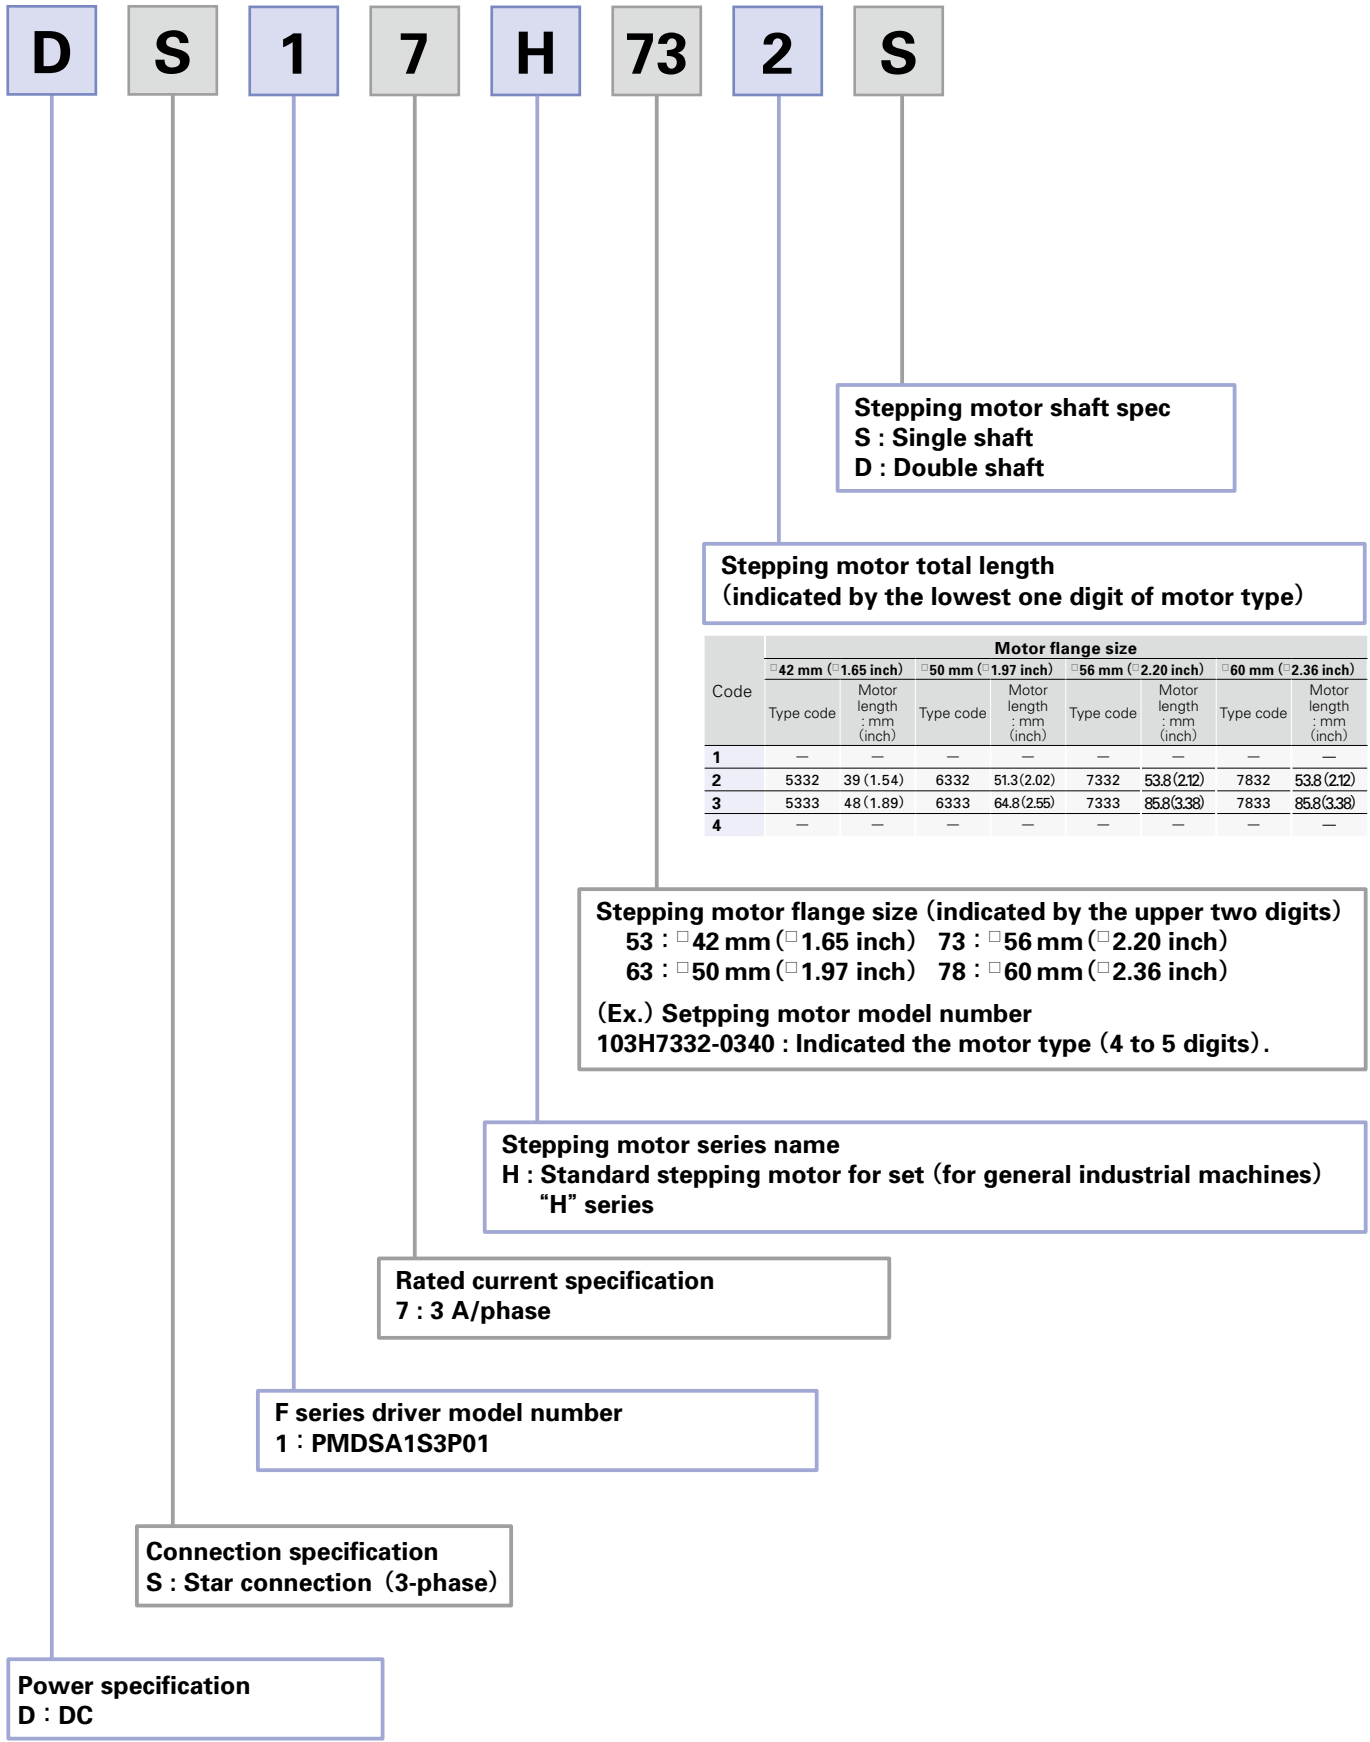 D S 1 7 H 73 2 S
Stepping motor shaft spec
S : Single shaft
D : Double shaft
Stepping motor total length
(indicated by the lowest one digit of motor type)
Motor flange size
Code
□42 mm (□1.65 inch) □50 mm (□1.97 inch) □56 mm (□2.20 inch) □60 mm (□2.36 inch)
Type code Motor length : mm (inch) Type code Motor length : mm (inch) Type code Motor length : mm (inch) Type code Motor length : mm (inch)
1 — — — — — — — —
2 5332 39 (1.54) 6332 51.3 (2.02) 7332 53.8 (2.12) 7832 53.8 (2.12)
3 5333 48 (1.89) 6333 64.8 (2.55) 7333 85.8 (3.38) 7833 85.8 (3.38)
4 — — — — — — — —
Stepping motor flange size (indicated by the upper two digits)
53 : □42 mm (□1.65 inch) 73 : □56 mm (□2.20 inch)
63 : □50 mm (□1.97 inch) 78 : □60 mm (□2.36 inch)
(Ex.) Setpping motor model number
103H7332-0340 : Indicated the motor type (4 to 5 digits).
Stepping motor series name
H : Standard stepping motor for set (for general industrial machines)
“H” series
Rated current specification
7 : 3 A/phase
F series driver model number
1 : PMDSA1S3P01
Connection specification
S : Star connection (3-phase)
Power specification
D : DC